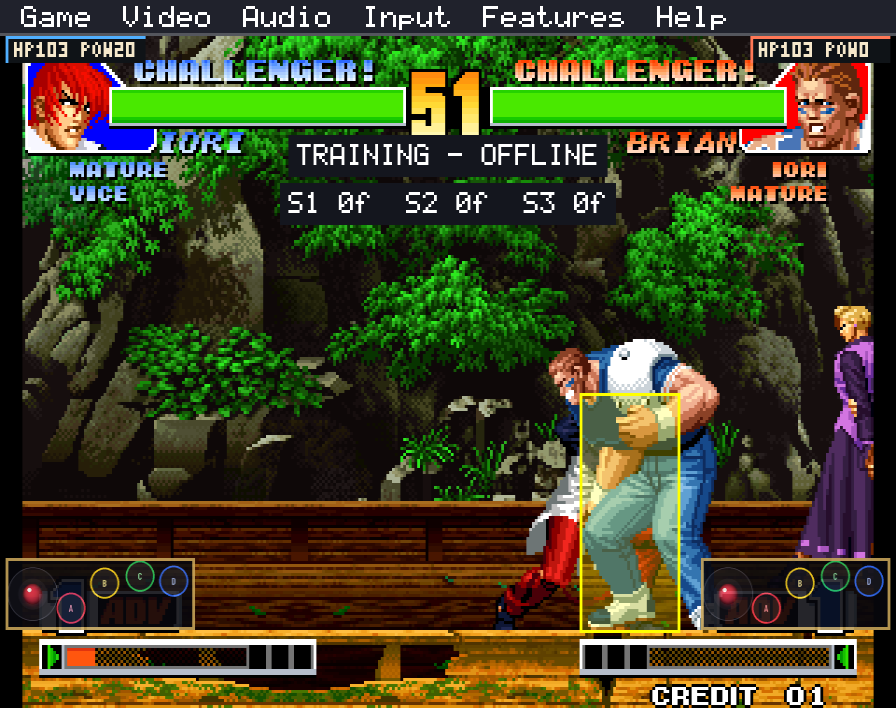 Game Video Audio Input Features Help
HP103 POW20
HP103 POW0
CHALLENGER!
51
CHALLENGER!
IORI
BRIAN
TRAINING - OFFLINE
MATURE
VICE
IORI
MATURE
S1 0f S2 0f S3 0f
A B C D
ADV
A B C D
CREDIT 01